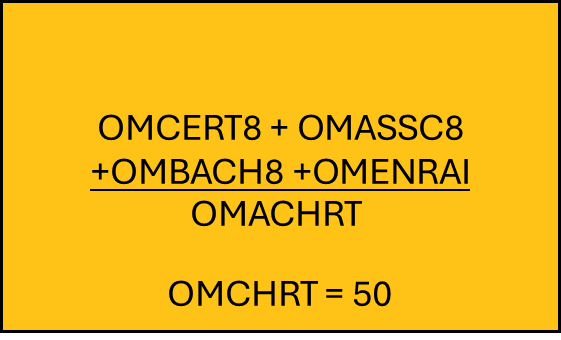 OMCERT8 + OMASSC8
+OMBACH8 +OMENRAI
OMACHRT
OMCHRT = 50